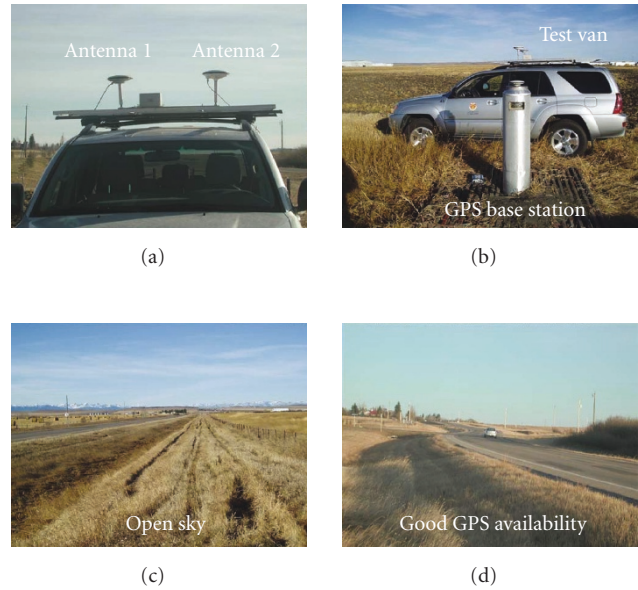 Antenna 1 Antenna 2
Test van
GPS base station
(a) (b)
Open sky
Good GPS availability
(c) (d)